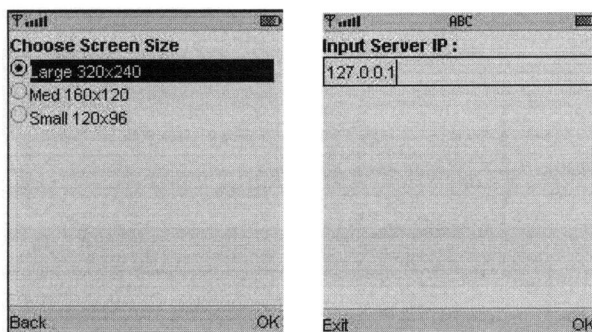 Choose Screen Size
Large 320x240
Med 160x120
Small 120x96
Back OK
ABC
Input Server IP :
127.0.0.1
Exit OK